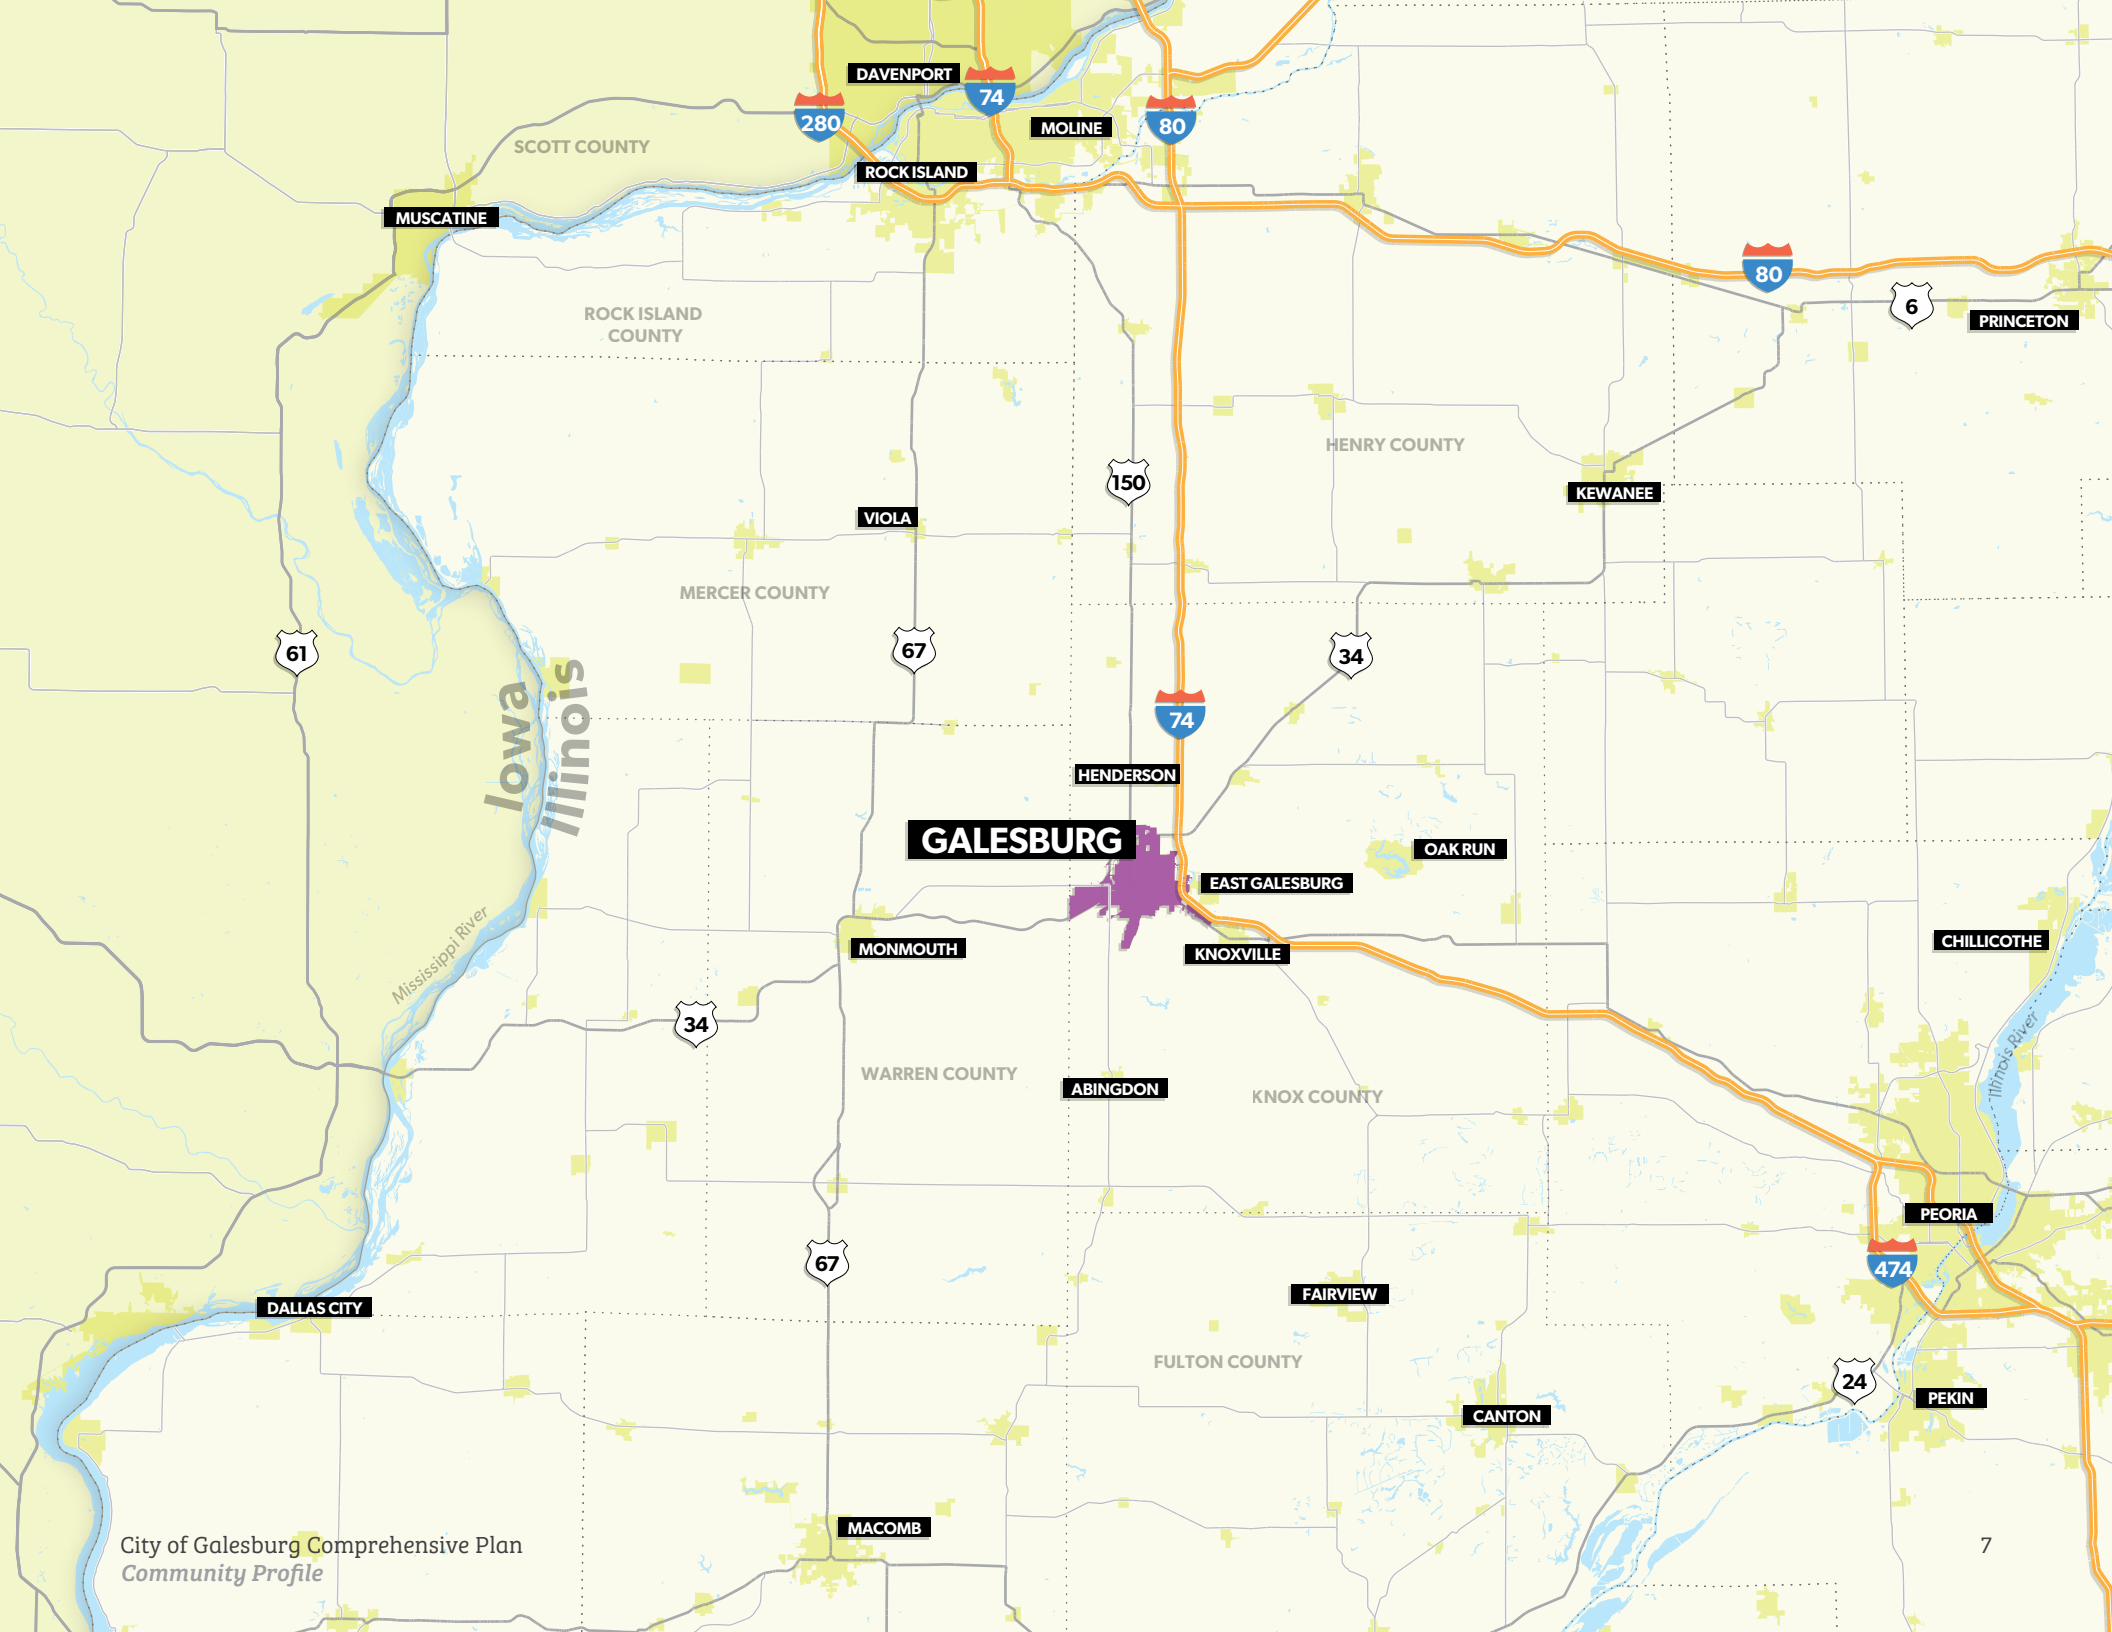 DAVENPORT
74
280
MOLINE
80
SCOTT COUNTY
ROCK ISLAND
MUSCATINE
80
6
PRINCETON
ROCK ISLAND
COUNTY
HENRY COUNTY
150
KEWANEE
VIOLA
MERCER COUNTY
61
67
34
Iowa
Illinois
74
HENDERSON
GALESBURG
OAK RUN
EAST GALESBURG
Mississippi River
MONMOUTH
KNOXVILLE
CHILLICOTHE
34
Illinois River
WARREN COUNTY
ABINGDON
KNOX COUNTY
PEORIA
67
474
FAIRVIEW
DALLAS CITY
FULTON COUNTY
24
PEKIN
CANTON
MACOMB
City of Galesburg Comprehensive Plan
Community Profile
7